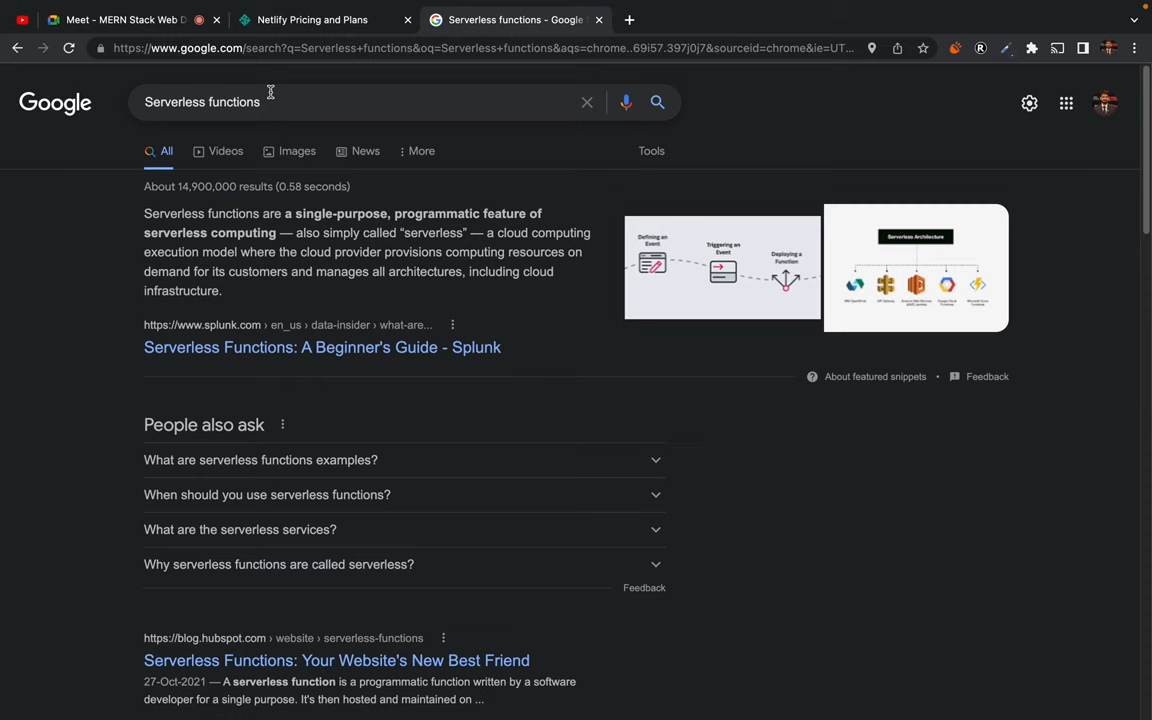 Meet - MERN Stack Web D
Netlify Pricing and Plans
Serverless functions - Google
https://www.google.com/search?q=Serverless+functions&oq=Serverless+functions&aqs=chrome..69i57.397j0j7&sourceid=chrome&ie=UT...
Google
Serverless functions
All
Videos
Images
News
More
Tools
About 14,900,000 results (0.58 seconds)
Serverless functions are a single-purpose, programmatic feature of
serverless computing — also simply called “serverless” — a cloud computing
execution model where the cloud provider provisions computing resources on
demand for its customers and manages all architectures, including cloud
infrastructure.
Defining an
Event
Triggering an
Event
Deploying a
Function
Serverless Architecture
https://www.splunk.com › en_us › data-insider › what-are...
Serverless Functions: A Beginner's Guide - Splunk
About featured snippets • Feedback
People also ask
What are serverless functions examples?
When should you use serverless functions?
What are the serverless services?
Why serverless functions are called serverless?
Feedback
https://blog.hubspot.com › website › serverless-functions
Serverless Functions: Your Website's New Best Friend
27-Oct-2021 — A serverless function is a programmatic function written by a software
developer for a single purpose. It's then hosted and maintained on ...